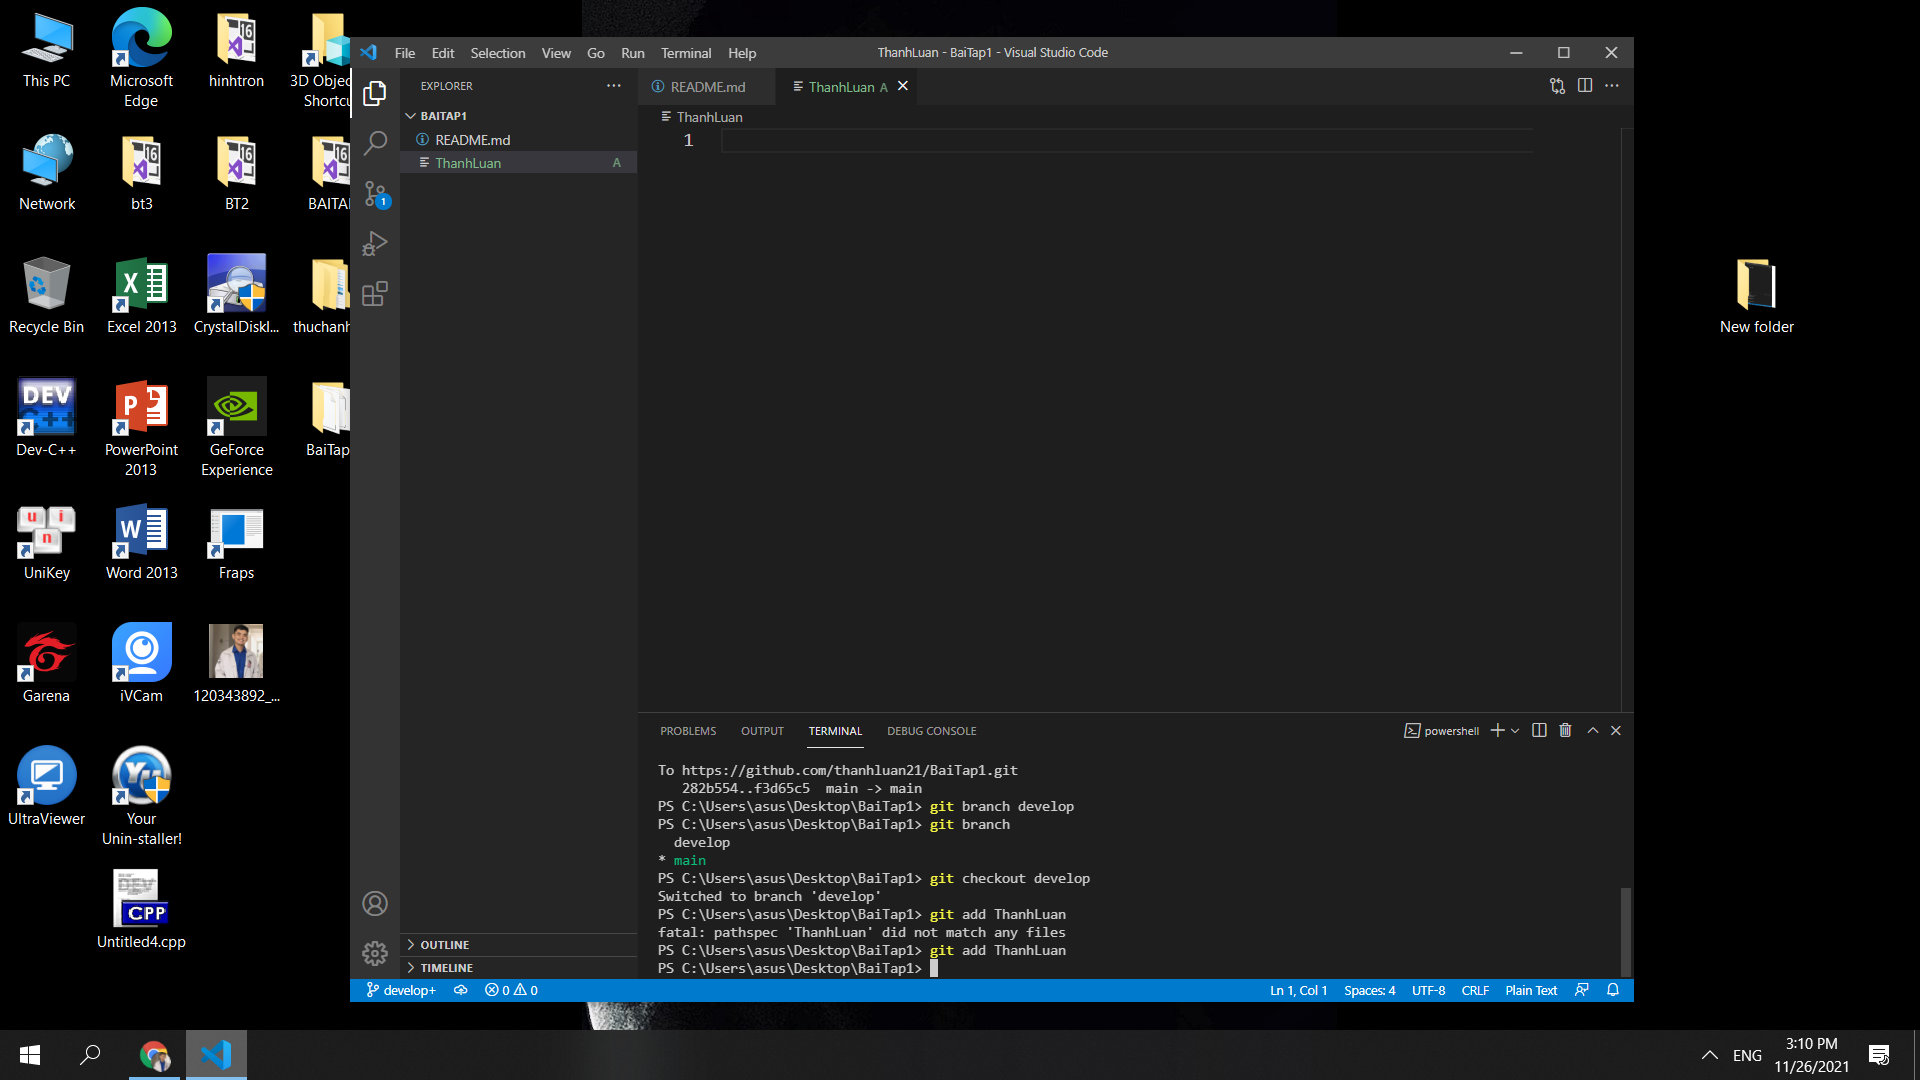 This PC
Microsoft
Edge
hinhtron
3D Objec
Shortcu
Network
bt3
BT2
BAITA
Recycle Bin
Excel 2013
CrystalDiskI...
thuchanh
Dev-C++
PowerPoint
2013
GeForce
Experience
BaiTap
UniKey
Word 2013
Fraps
Garena
iVCam
120343892_...
UltraViewer
Your
Unin-staller!
Untitled4.cpp
New folder
File Edit Selection View Go Run Terminal Help
ThanhLuan - BaiTap1 - Visual Studio Code
EXPLORER
BAITAP1
README.md
ThanhLuan A
1
OUTLINE
TIMELINE
README.md
ThanhLuan A
ThanhLuan
1
PROBLEMS OUTPUT TERMINAL DEBUG CONSOLE
powershell
To https://github.com/thanhluan21/BaiTap1.git
282b554..f3d65c5 main -> main
PS C:\Users\asus\Desktop\BaiTap1> git branch develop
PS C:\Users\asus\Desktop\BaiTap1> git branch
develop
* main
PS C:\Users\asus\Desktop\BaiTap1> git checkout develop
Switched to branch 'develop'
PS C:\Users\asus\Desktop\BaiTap1> git add ThanhLuan
fatal: pathspec 'ThanhLuan' did not match any files
PS C:\Users\asus\Desktop\BaiTap1> git add ThanhLuan
PS C:\Users\asus\Desktop\BaiTap1>
develop+ 0 0
Ln 1, Col 1 Spaces: 4 UTF-8 CRLF Plain Text
ENG
3:10 PM
11/26/2021